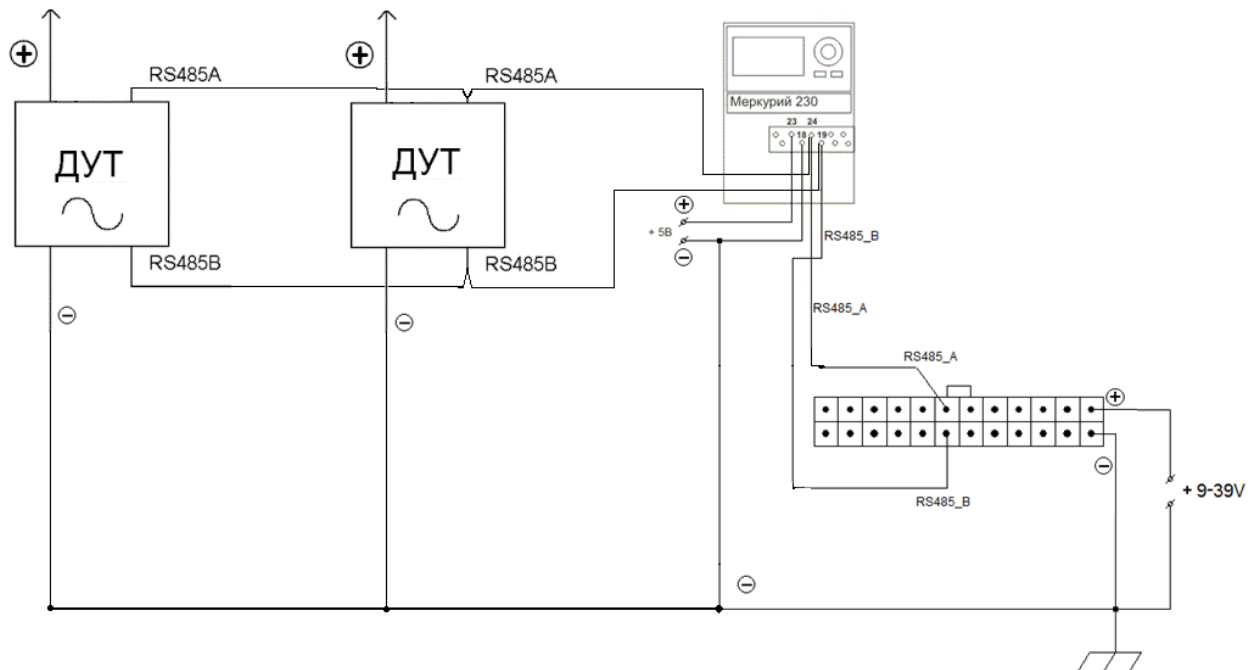 RS485A
RS485A
ДУТ
ДУТ
RS485B
RS485B
Меркурий 230
23 24
18 19
+ 5В
RS485_B
RS485_A
RS485_A
RS485_B
+ 9-39V